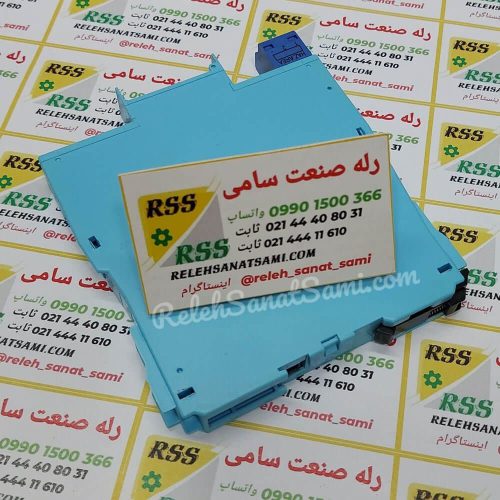 رله صنعت سامی
RSS
0990 1500 366 واتساپ
021 44 40 80 31 ثابت
021 444 11 610 ثابت
RELEHSANATSAMI.COM
@releh_sanat_sami اینستاگرام
RelehSanatSami.com